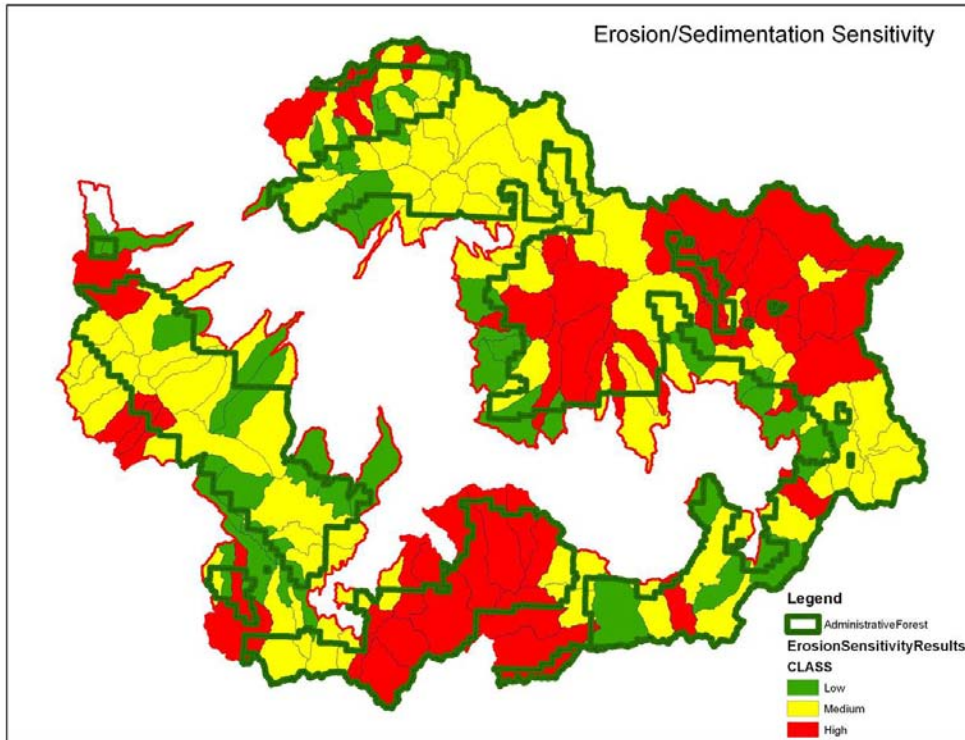 Erosion/Sedimentation Sensitivity
Legend
AdministrativeForest
ErosionSensitivityResults
CLASS
Low
Medium
High